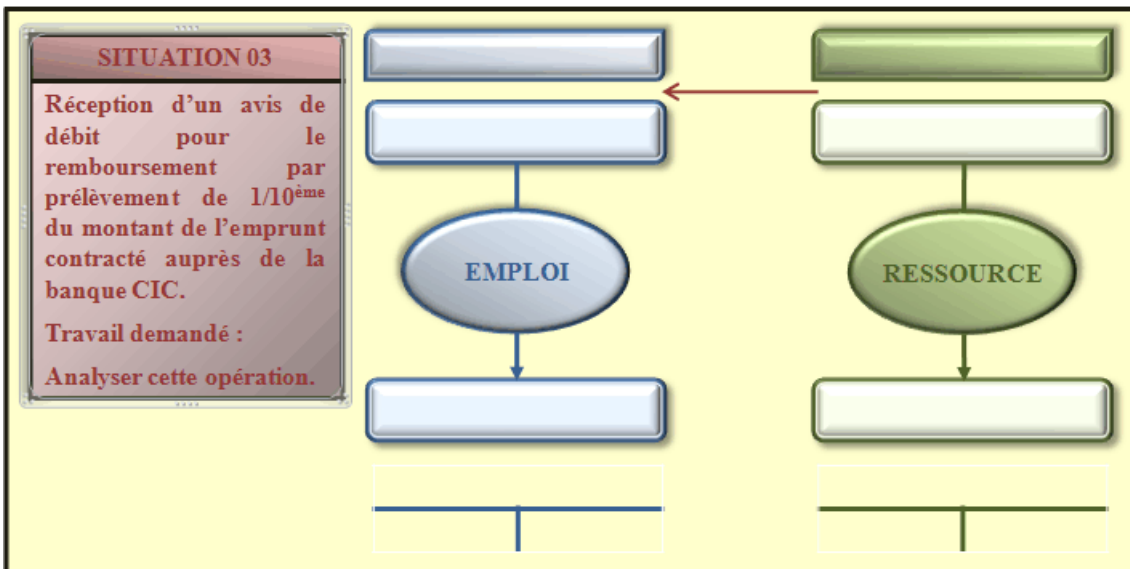 SITUATION 03
Réception d’un avis de
débit pour le
remboursement par
prélèvement de 1/10ème
du montant de l’emprunt
contracté auprès de la
banque CIC.
Travail demandé :
Analyser cette opération.
EMPLOI
RESSOURCE